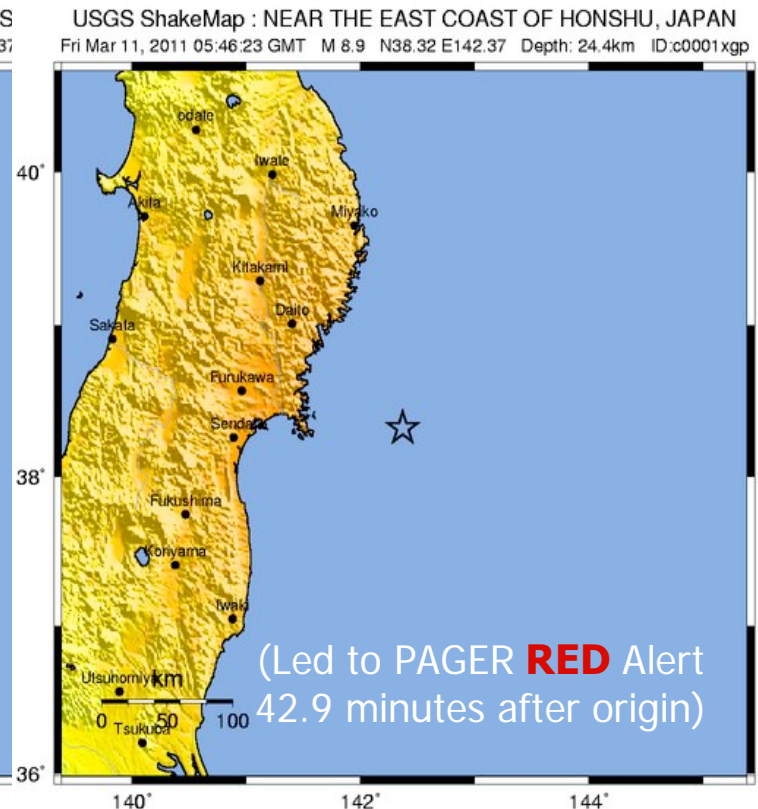 S
37
USGS ShakeMap : NEAR THE EAST COAST OF HONSHU, JAPAN
Fri Mar 11, 2011 05:46:23 GMT M 8.9 N38.32 E142.37 Depth: 24.4km ID:c0001xgp
odate
Iwate
40°
Akita
Miyako
Kitakami
Daito
Sakata
Furukawa
Sendai
38°
Fukushima
Koriyama
Iwaki
(Led to PAGER RED Alert
42.9 minutes after origin)
Utsunomiya
km
0 50 100
Tsukuba
36°
140° 142° 144°